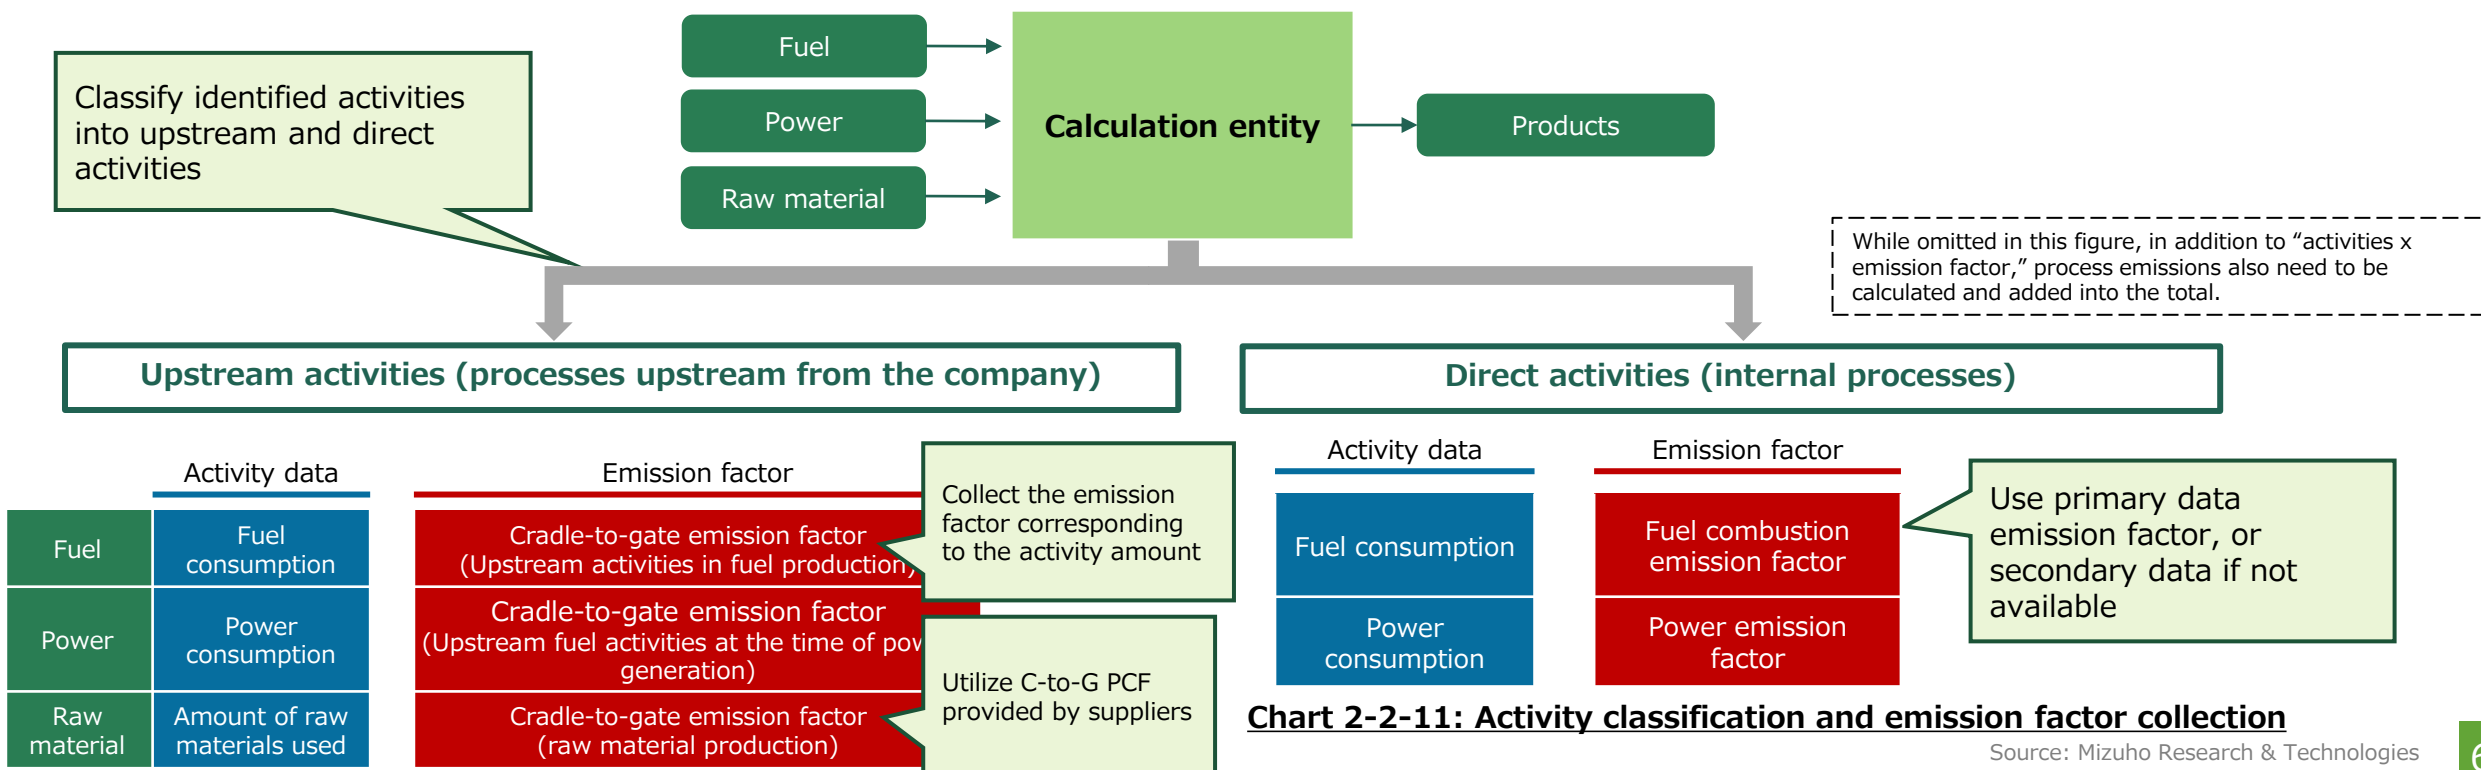 Fuel
Power
Raw material
Calculation entity
Products
Classify identified activities
into upstream and direct
activities
While omitted in this figure, in addition to “activities x
emission factor,” process emissions also need to be
calculated and added into the total.
Upstream activities (processes upstream from the company)
Activity data
Emission factor
Fuel
Fuel
consumption
Cradle-to-gate emission factor
(Upstream activities in fuel production)
Power
Power
consumption
Cradle-to-gate emission factor
(Upstream fuel activities at the time of
generation)
Raw
material
Amount of raw
materials used
Cradle-to-gate emission factor
(raw material production)
Collect the emission
factor corresponding
to the activity amount
Utilize C-to-G PCF
provided by suppliers
Direct activities (internal processes)
Activity data
Emission factor
Fuel consumption
Fuel combustion
emission factor
Power
consumption
Power emission
factor
Use primary data
emission factor, or
secondary data if not
available
Chart 2-2-11: Activity classification and emission factor collection
Source: Mizuho Research & Technologies